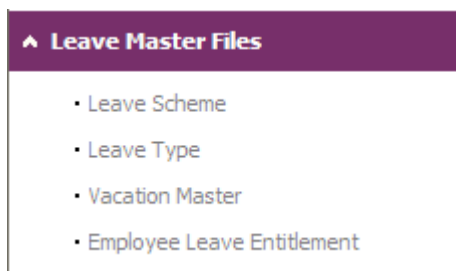 Leave Master Files
Leave Scheme
Leave Type
Vacation Master
Employee Leave Entitlement